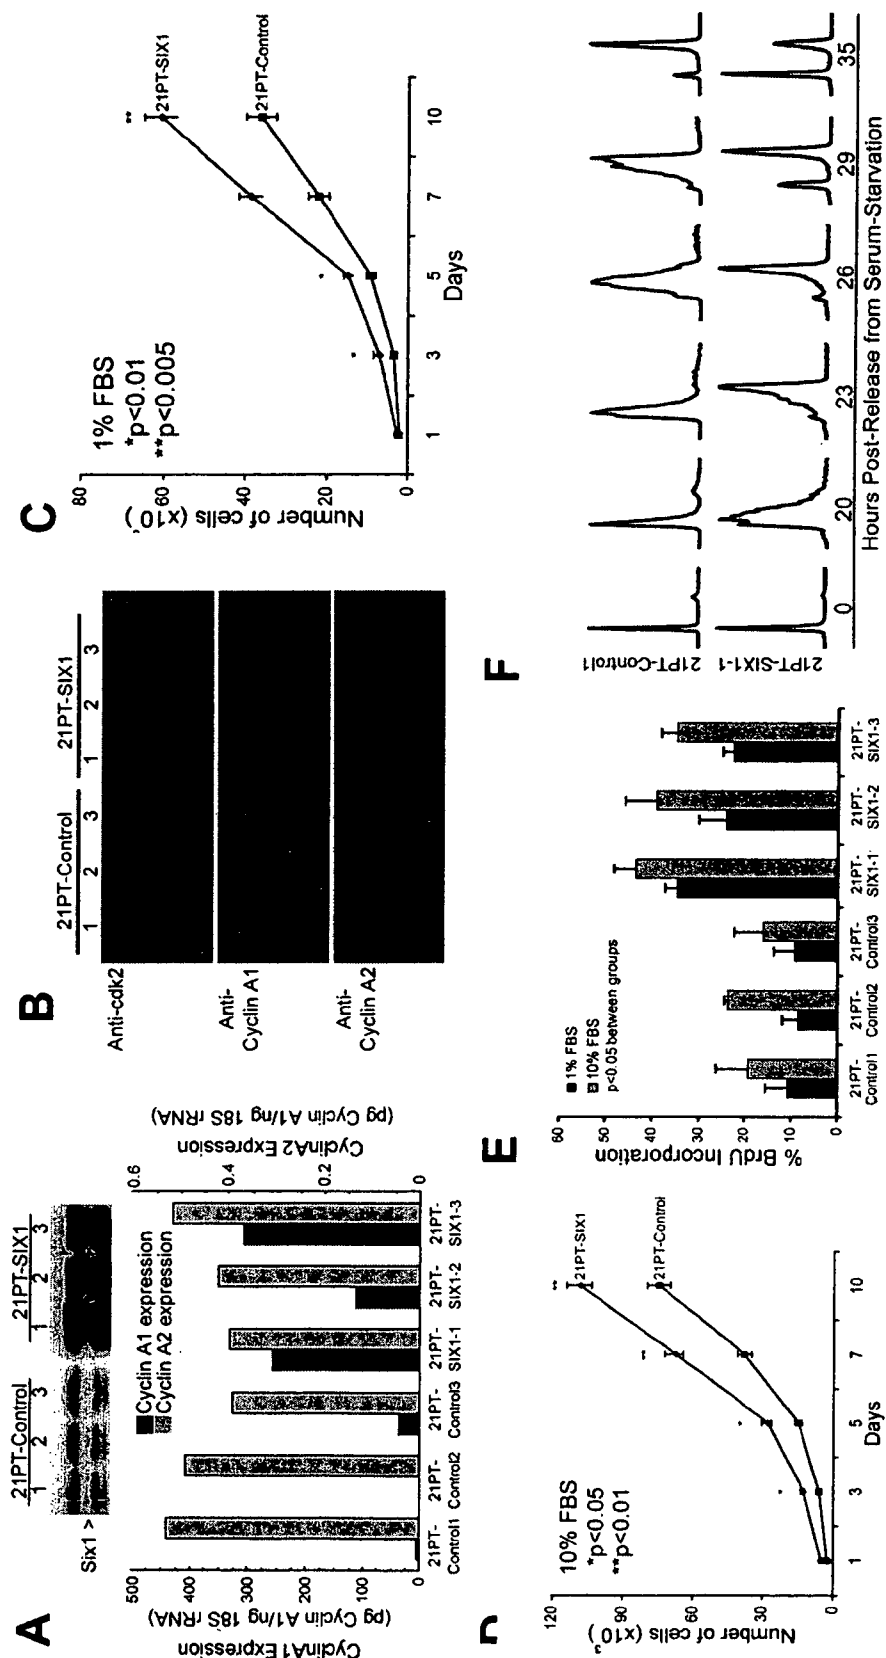 A
21PT-Control
21PT-SIX1
1 2 3 1 2 3
Six1 >
Cyclin A1 expression
Cyclin A2 expression
CyclinA1 Expression
(pg Cyclin A1/ng 18S rRNA)
500
400
300
200
100
0
CyclinA2 Expression
(pg Cyclin A1/ng 18S rRNA)
0.6
0.4
0.2
0
21PT-
Control1
21PT-
Control2
21PT-
Control3
21PT-
SIX1-1
21PT-
SIX1-2
21PT-
SIX1-3
B
21PT-Control
21PT-SIX1
1 2 3 1 2 3
Anti-cdk2
Anti-
Cyclin A1
Anti-
Cyclin A2
C
1% FBS
*p<0.01
**p<0.005
Number of cells (x10
80
60
40
20
0
1 3 5 7 10
Days
**
21PT-SIX1
21PT-Control
10% FBS
*p<0.05
**p<0.01
Number of cells (x10³)
120
90
60
30
0
1 3 5 7 10
Days
**
**
21PT-SIX1
21PT-Control
E
1% FBS
10% FBS
p<0.05 between groups
% BrdU Incorporation
60
50
40
30
20
10
0
21PT-
Control1
21PT-
Control2
21PT-
Control3
21PT-
SIX1-1
21PT-
SIX1-2
21PT-
SIX1-3
F
21PT-Control1
21PT-SIX1-1
0 20 23 26 29 35
Hours Post-Release from Serum-Starvation